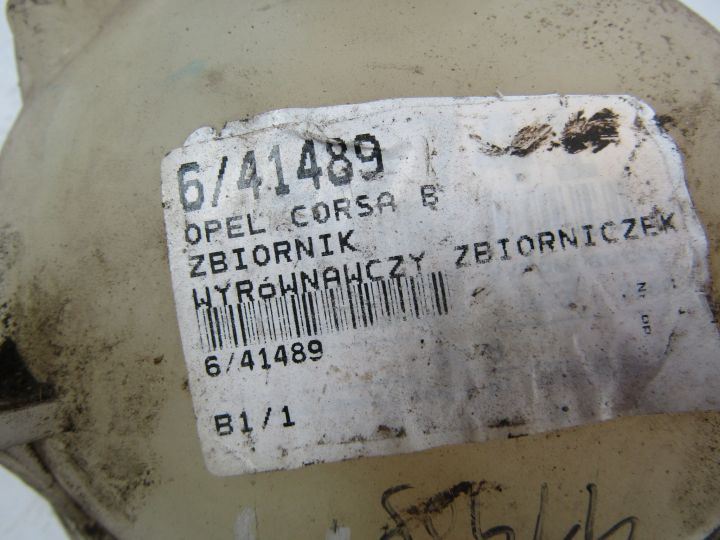 6/41489
OPEL CORSA B
ZBIORNIK
WYRóWNAWCZY ZBIORNICZEK
6/41489
B1/1